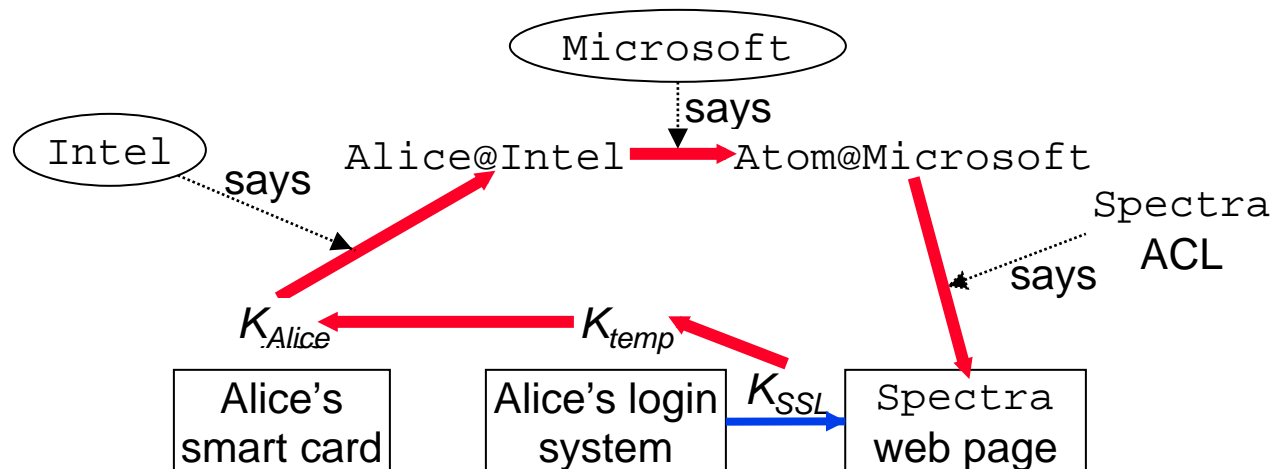 Microsoft
says
Intel
Alice@Intel
Atom@Microsoft
says
Spectra
ACL
says
K_Alice
K_temp
K_SSL
Alice's
smart card
Alice's login
system
Spectra
web page